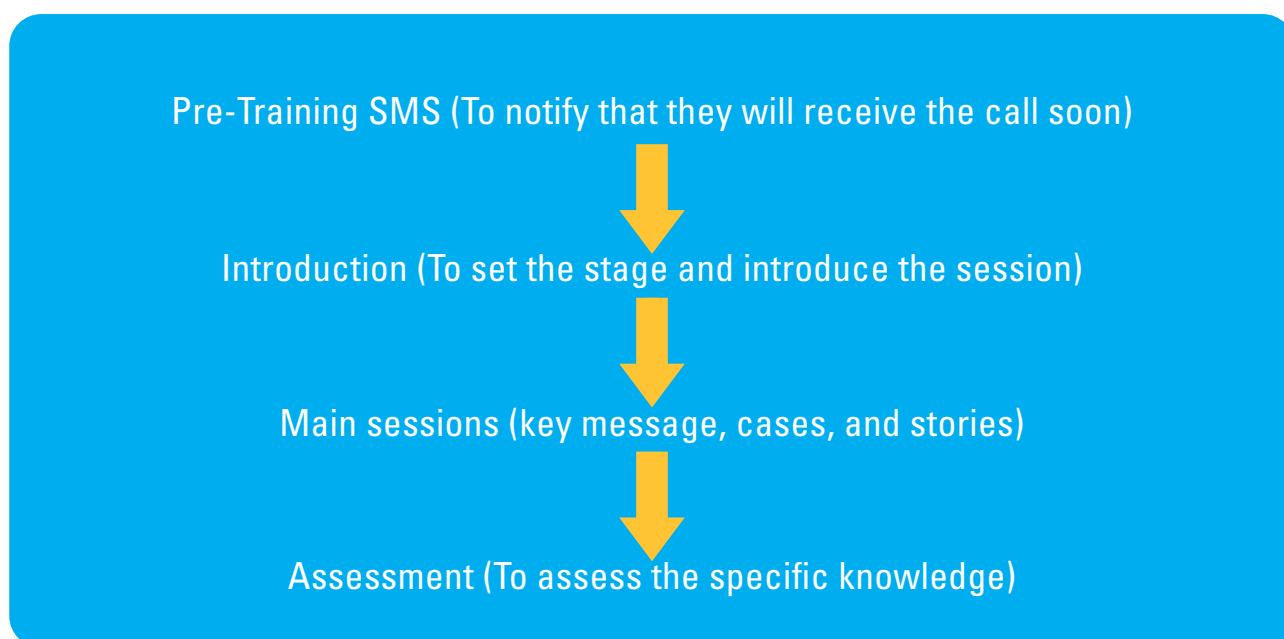 Pre-Training SMS (To notify that they will receive the call soon)
Introduction (To set the stage and introduce the session)
Main sessions (key message, cases, and stories)
Assessment (To assess the specific knowledge)